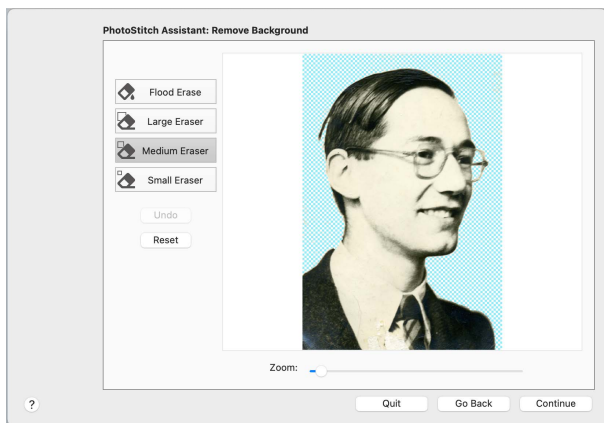 PhotoStitch Assistant: Remove Background
Flood Erase
Large Eraser
Medium Eraser
Small Eraser
Undo
Reset
Zoom:
?
Quit
Go Back
Continue